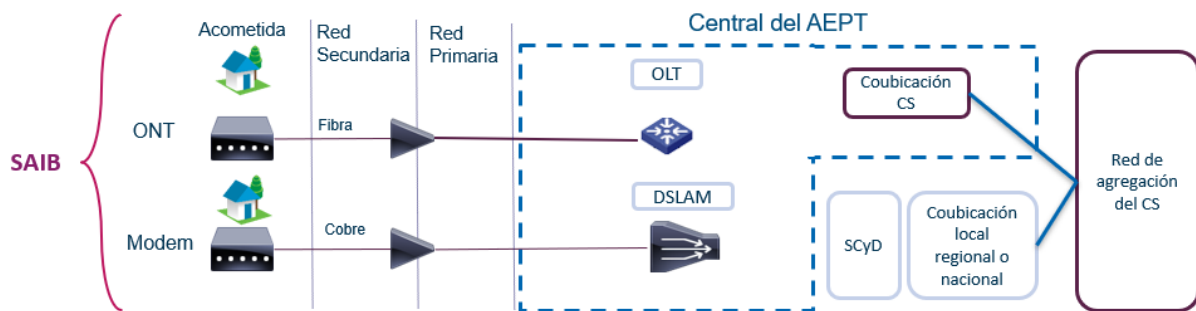 Central del AEPT
Acometida
Red
Secundaria
Red
Primaria
OLT
Coubicación
CS
ONT
Fibra
SAIB
Red de
agregación
del CS
DSLAM
Modem
Cobre
SCyD
Coubicación
local
regional o
nacional